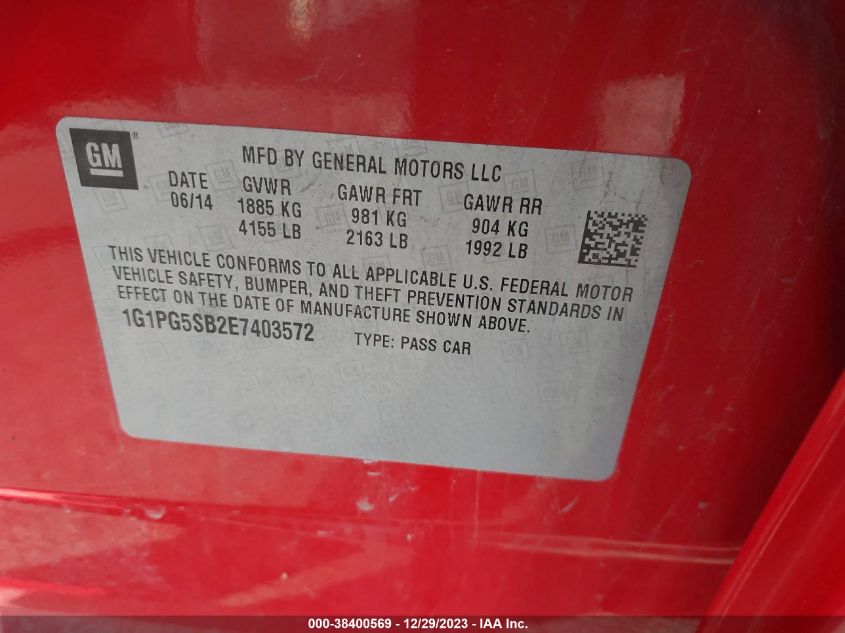 GM
®
MFD BY GENERAL MOTORS LLC
DATE GVWR GAWR FRT GAWR RR
06/14 1885 KG 981 KG 904 KG
4155 LB 2163 LB 1992 LB
THIS VEHICLE CONFORMS TO ALL APPLICABLE U.S. FEDERAL MOTOR
VEHICLE SAFETY, BUMPER, AND THEFT PREVENTION STANDARDS IN
EFFECT ON THE DATE OF MANUFACTURE SHOWN ABOVE.
1G1PG5SB2E7403572 TYPE: PASS CAR
000-38400569 - 12/29/2023 - IAA Inc.